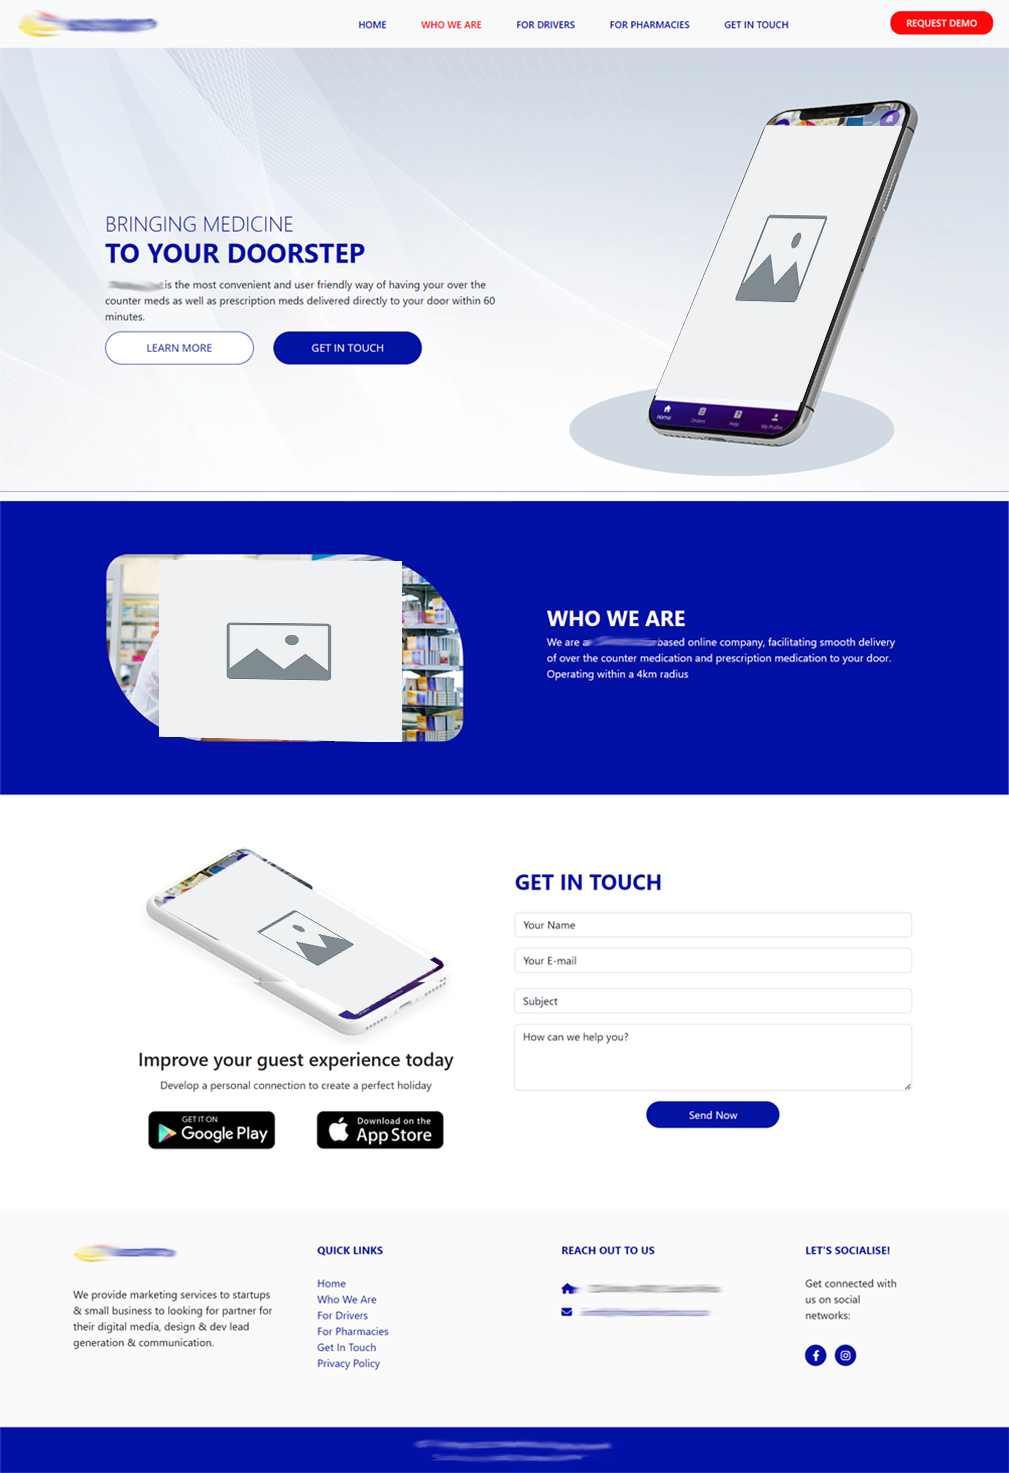 HOME
WHO WE ARE
FOR DRIVERS
FOR PHARMACIES
GET IN TOUCH
REQUEST DEMO
BRINGING MEDICINE
TO YOUR DOORSTEP
is the most convenient and user friendly way of having your over the
counter meds as well as prescription meds delivered directly to your door within 60
minutes.
LEARN MORE
GET IN TOUCH
Home
Orders
Help
My Profile
WHO WE ARE
We are a based online company, facilitating smooth delivery
of over the counter medication and prescription medication to your door.
Operating within a 4km radius
GET IN TOUCH
Your Name
Your E-mail
Subject
How can we help you?
Send Now
Improve your guest experience today
Develop a personal connection to create a perfect holiday
GET IT ON
Google Play
Download on the
App Store
We provide marketing services to startups
& small business to looking for partner for
their digital media, design & dev lead
generation & communication.
QUICK LINKS
Home
Who We Are
For Drivers
For Pharmacies
Get In Touch
Privacy Policy
REACH OUT TO US
LET'S SOCIALISE!
Get connected with
us on social
networks: